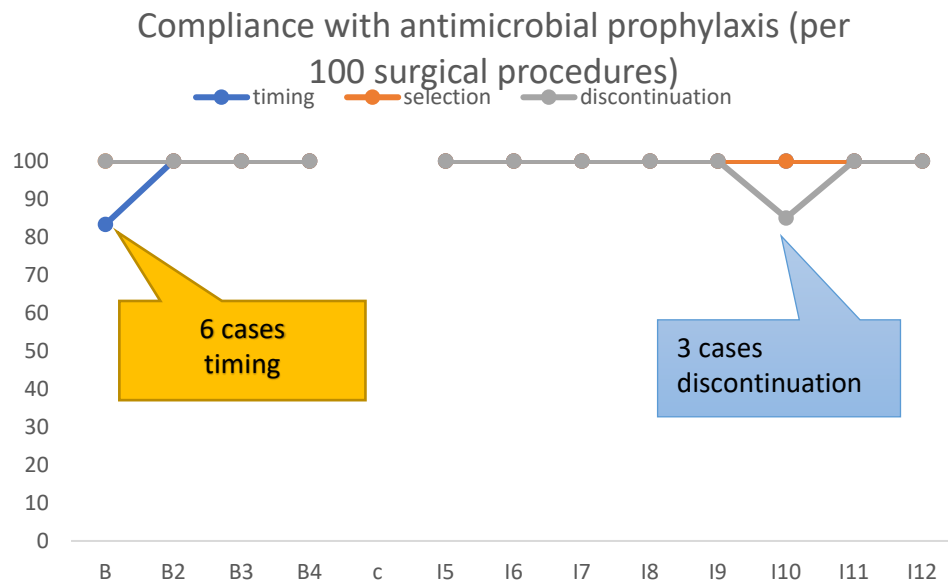 Compliance with antimicrobial prophylaxis (per
100 surgical procedures)
timing selection discontinuation
100
90
80
70
60
50
40
30
20
10
0
6 cases
timing
3 cases
discontinuation
B B2 B3 B4 c I5 I6 I7 I8 I9 I10 I11 I12